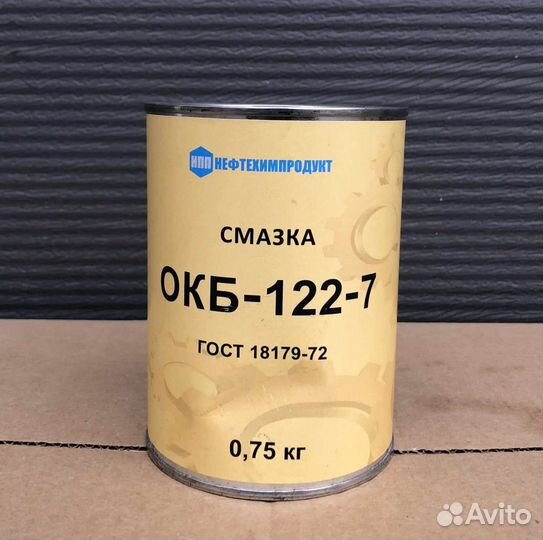 НПП НЕФТЕХИМПРОДУКТ
СМАЗКА
ОКБ-122-7
ГОСТ 18179-72
0,75 кг
Avito